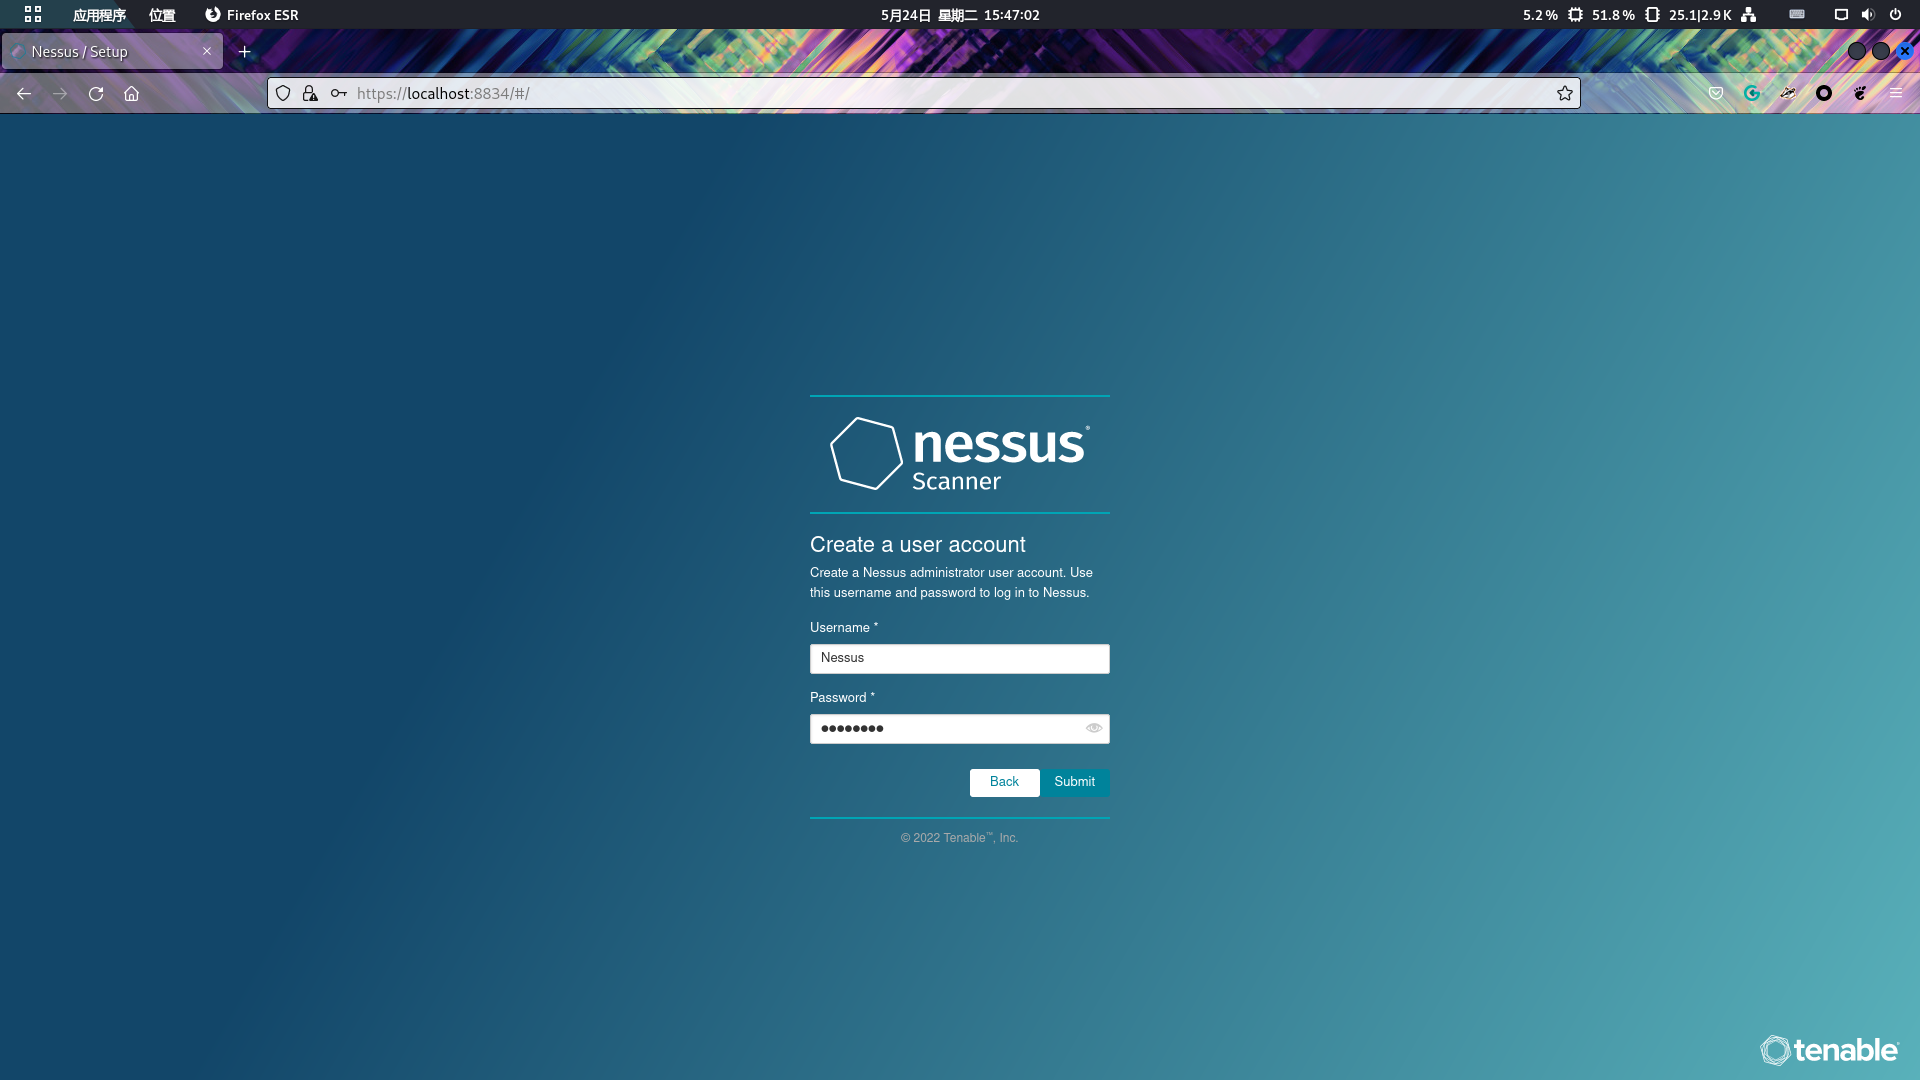 应用程序 位置 Firefox ESR 5月24日 星期二 15:47:02 5.2 % 51.8 % 25.1|2.9 K
Nessus / Setup
https://localhost:8834/#/
nessus®
Scanner
Create a user account
Create a Nessus administrator user account. Use
this username and password to log in to Nessus.
Username *
Nessus
Password *
●●●●●●●●
Back Submit
© 2022 Tenable™, Inc.
tenable